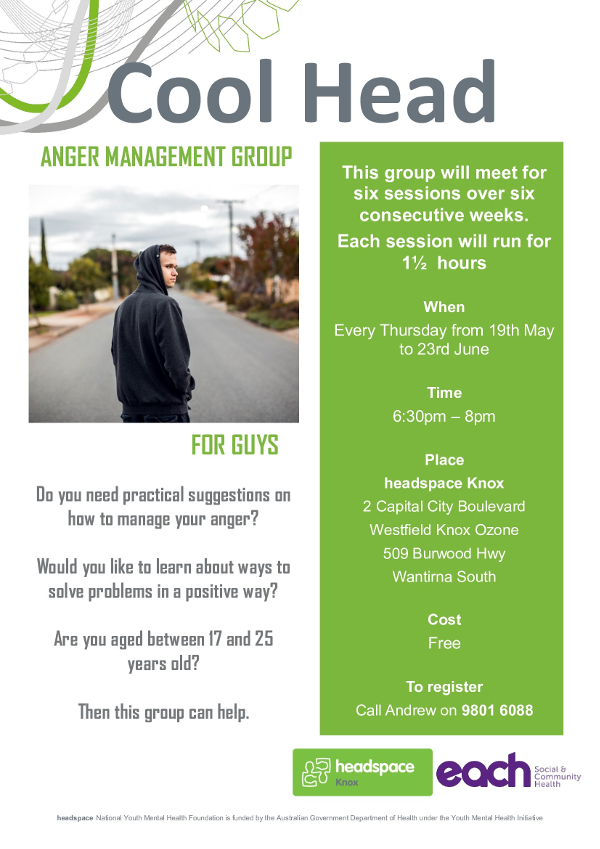 Cool Head
ANGER MANAGEMENT GROUP
FOR GUYS
Do you need practical suggestions on
how to manage your anger?
Would you like to learn about ways to
solve problems in a positive way?
Are you aged between 17 and 25
years old?
Then this group can help.
This group will meet for
six sessions over six
consecutive weeks.
Each session will run for
1½ hours
When
Every Thursday from 19th May
to 23rd June
Time
6:30pm – 8pm
Place
headspace Knox
2 Capital City Boulevard
Westfield Knox Ozone
509 Burwood Hwy
Wantirna South
Cost
Free
To register
Call Andrew on 9801 6088
headspace
Knox
each
Social &
Community
Health
headspace National Youth Mental Health Foundation is funded by the Australian Government Department of Health under the Youth Mental Health Initiative